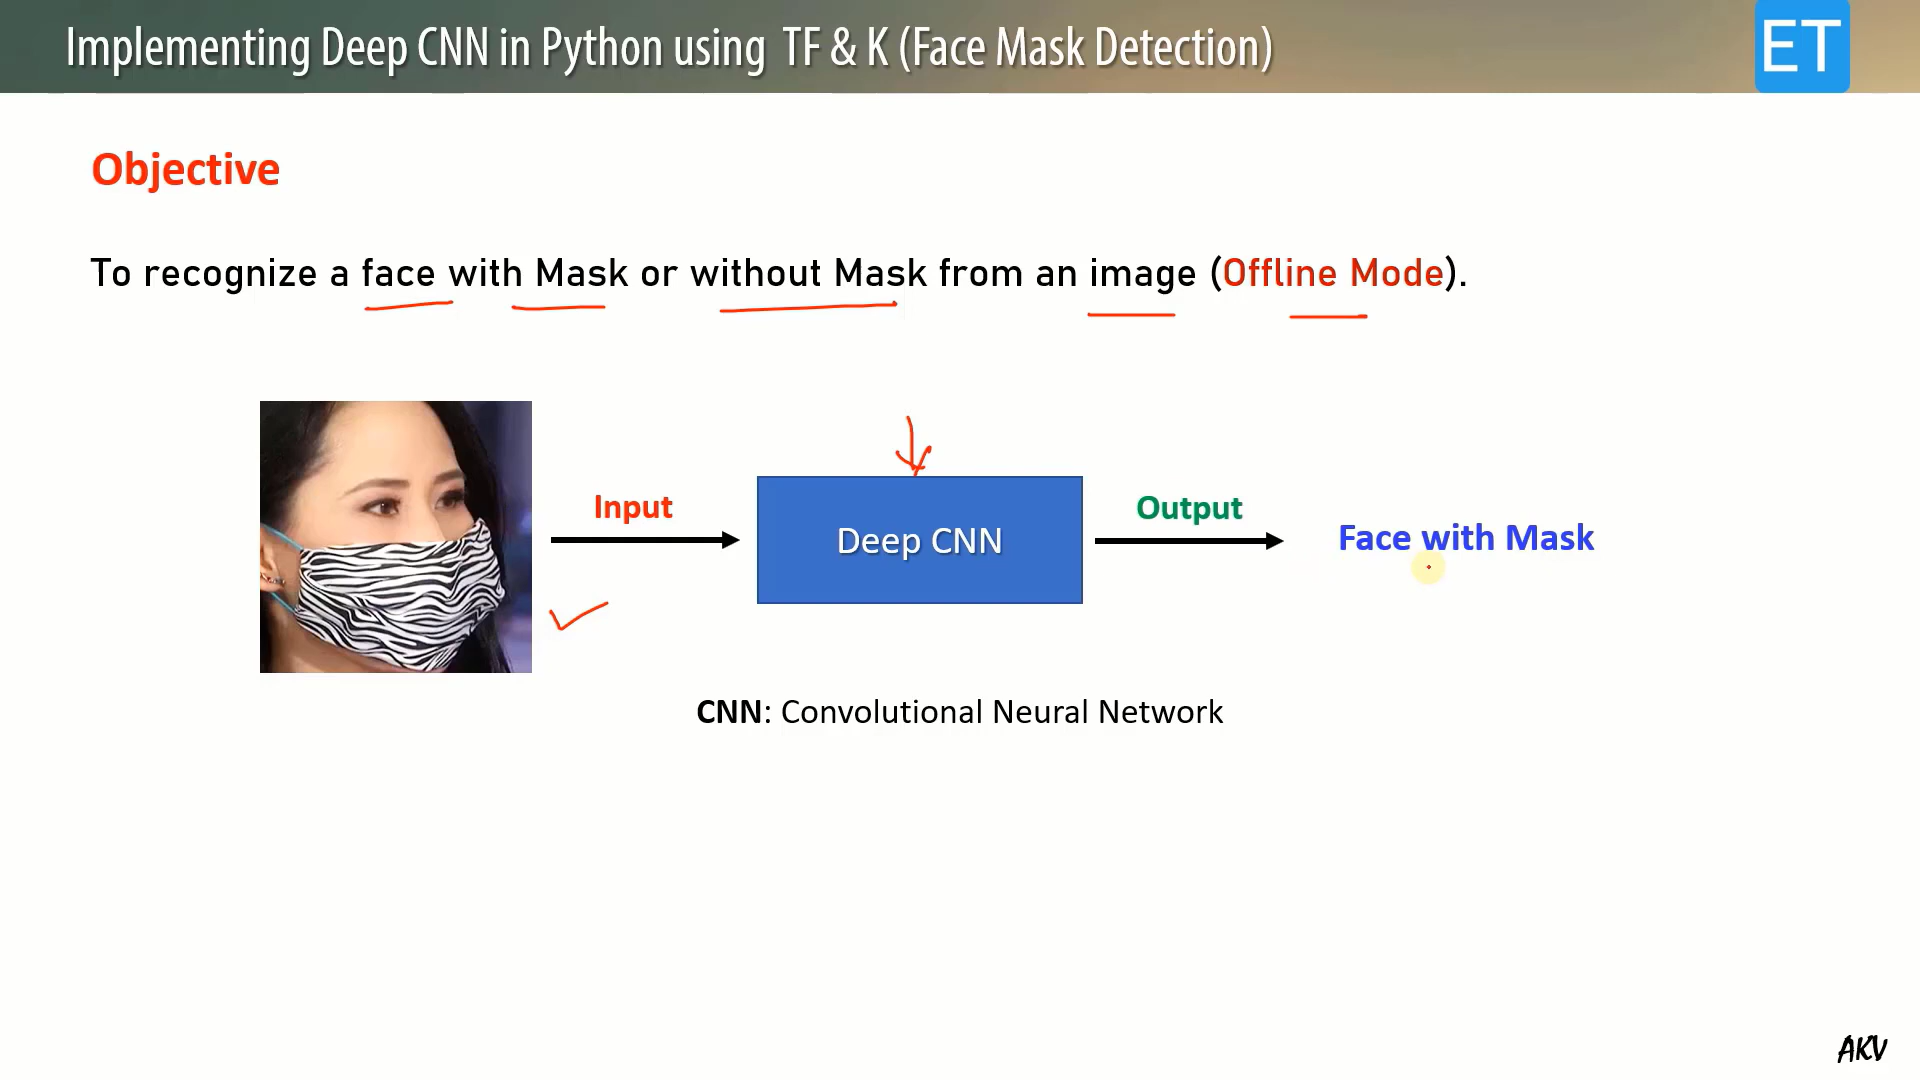 Implementing Deep CNN in Python using TF & K (Face Mask Detection)
ET
Objective
To recognize a face with Mask or without Mask from an image (Offline Mode).
Input
Deep CNN
Output
Face with Mask
CNN: Convolutional Neural Network
AKV